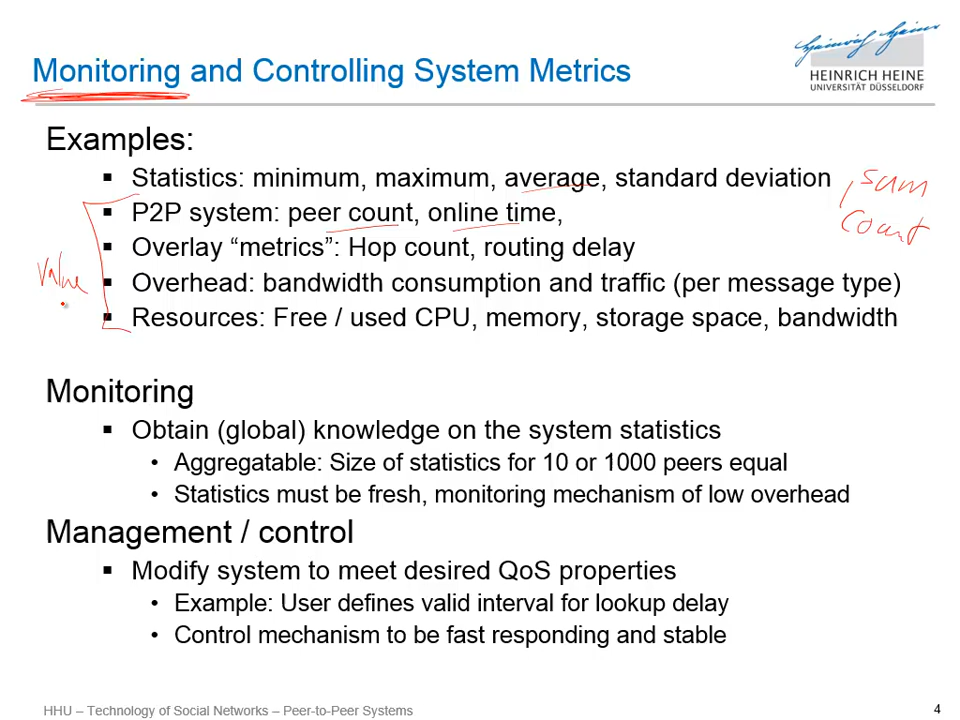 Heinrich Heine
HEINRICH HEINE
UNIVERSITÄT DÜSSELDORF
Monitoring and Controlling System Metrics
Examples:
▪ Statistics: minimum, maximum, average, standard deviation , sum
count
▪ P2P system: peer count, online time,
▪ Overlay “metrics”: Hop count, routing delay
value
▪ Overhead: bandwidth consumption and traffic (per message type)
▪ Resources: Free / used CPU, memory, storage space, bandwidth
Monitoring
▪ Obtain (global) knowledge on the system statistics
• Aggregatable: Size of statistics for 10 or 1000 peers equal
• Statistics must be fresh, monitoring mechanism of low overhead
Management / control
▪ Modify system to meet desired QoS properties
• Example: User defines valid interval for lookup delay
• Control mechanism to be fast responding and stable
HHU – Technology of Social Networks – Peer-to-Peer Systems
4